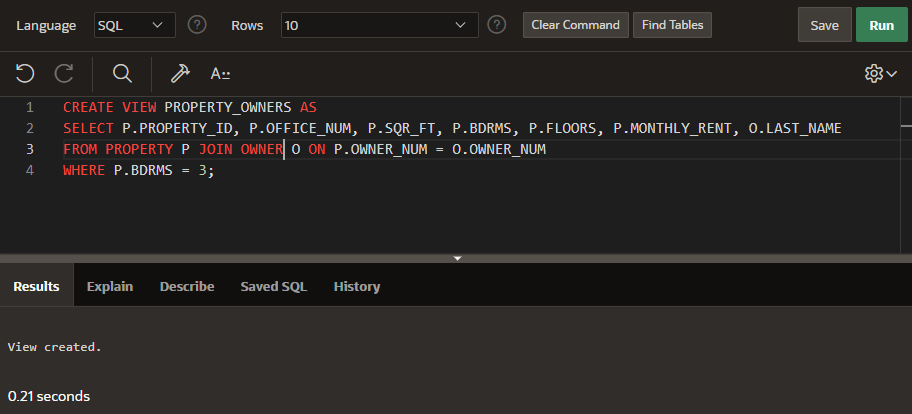 Language SQL Rows 10 Clear Command Find Tables Save Run
A::
1 CREATE VIEW PROPERTY_OWNERS AS
2 SELECT P.PROPERTY_ID, P.OFFICE_NUM, P.SQR_FT, P.BDRMS, P.FLOORS, P.MONTHLY_RENT, O.LAST_NAME
3 FROM PROPERTY P JOIN OWNER O ON P.OWNER_NUM = O.OWNER_NUM
4 WHERE P.BDRMS = 3;
Results Explain Describe Saved SQL History
View created.
0.21 seconds